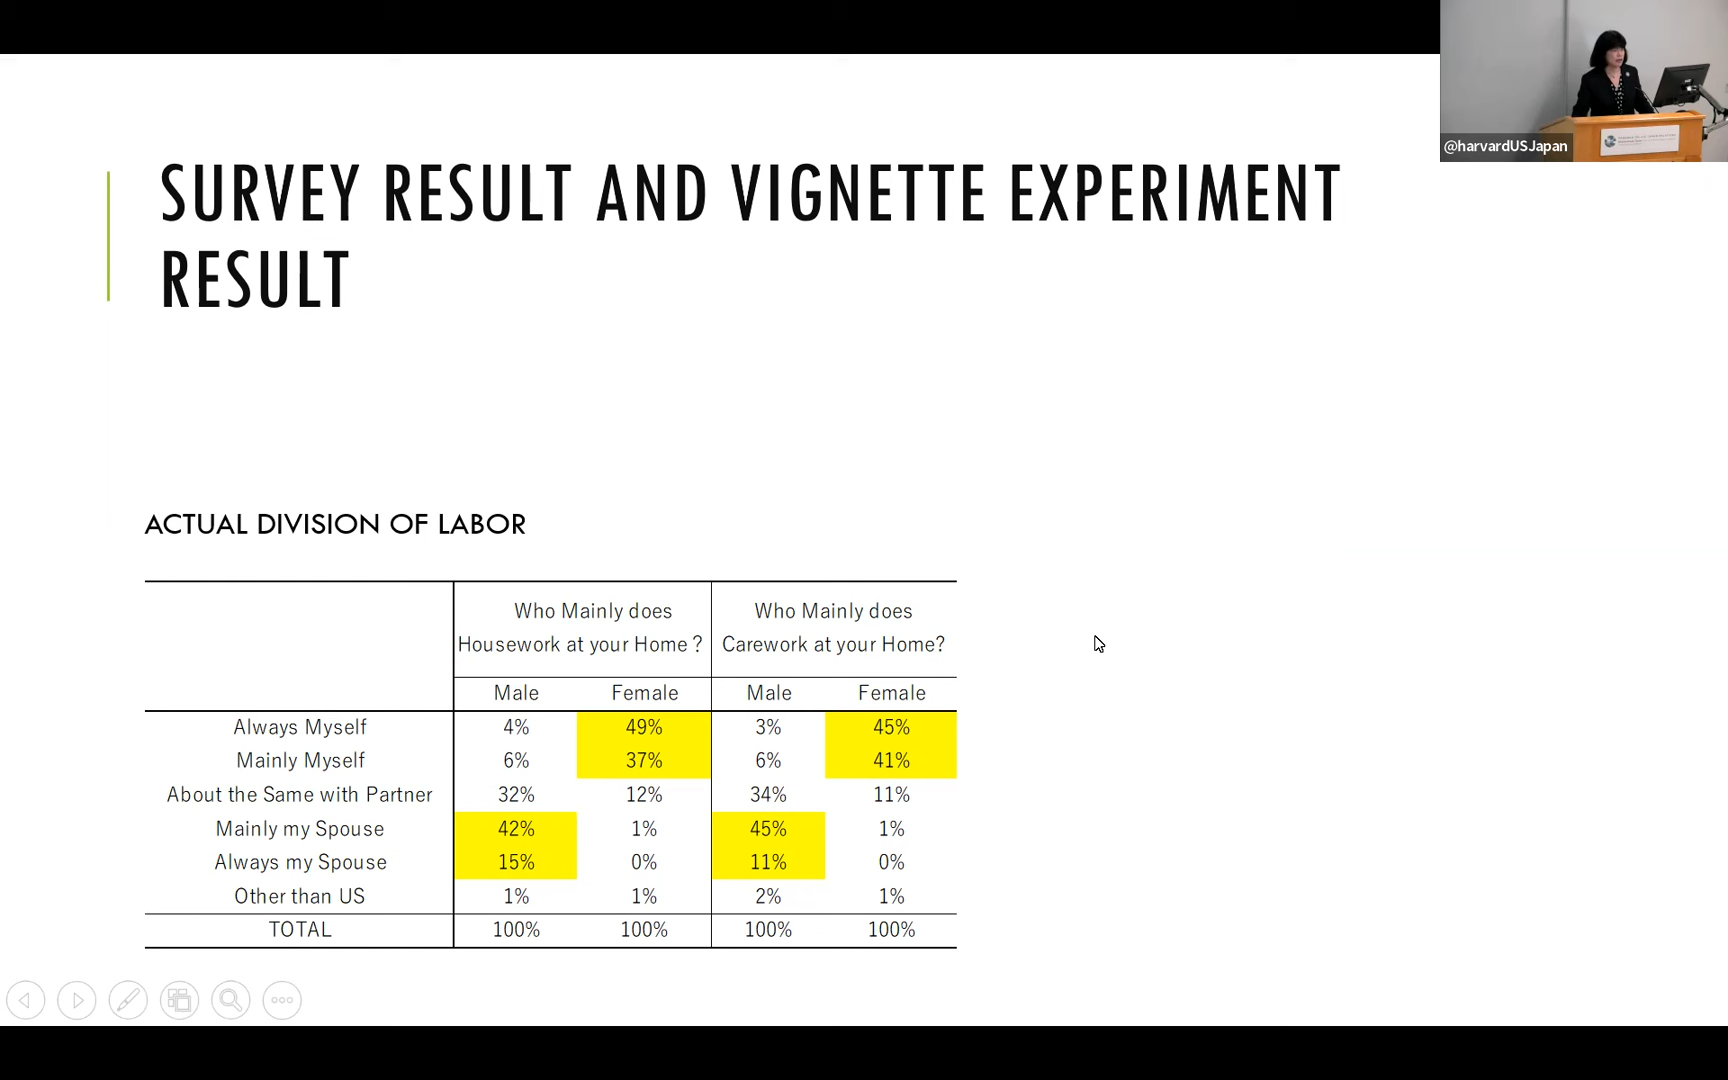 @harvardUSJapan
SURVEY RESULT AND VIGNETTE EXPERIMENT
RESULT
ACTUAL DIVISION OF LABOR
Who Mainly does
Housework at your Home ?
Who Mainly does
Carework at your Home?
Male Female Male Female
Always Myself 4% 49% 3% 45%
Mainly Myself 6% 37% 6% 41%
About the Same with Partner 32% 12% 34% 11%
Mainly my Spouse 42% 1% 45% 1%
Always my Spouse 15% 0% 11% 0%
Other than US 1% 1% 2% 1%
TOTAL 100% 100% 100% 100%